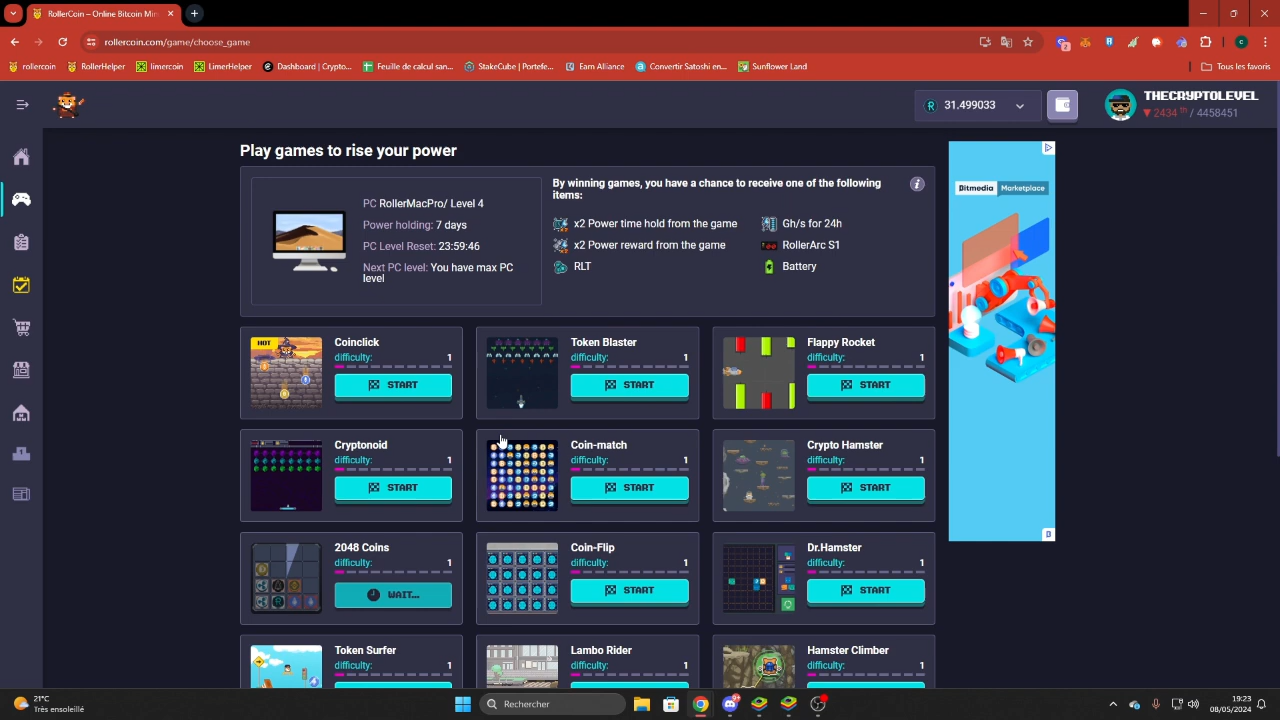 RollerCoin – Online Bitcoin Min
rollercoin.com/game/choose_game
rollercoin RollerHelper limercoin LimerHelper Dashboard | Crypto... Feuille de calcul san... StakeCube | Portefe... Earn Alliance Convertir Satoshi en... Sunflower Land Tous les favoris
31.499033
THECRYPTOLEVEL
2434 th / 4458451
Play games to rise your power
PC RollerMacPro/ Level 4
Power holding: 7 days
PC Level Reset: 23:59:46
Next PC level: You have max PC
level
By winning games, you have a chance to receive one of the following
items:
x2 Power time hold from the game Gh/s for 24h
x2 Power reward from the game RollerArc S1
RLT Battery
Bitmedia Marketplace
HOT
Coinclick
difficulty: 1
START
Token Blaster
difficulty: 1
START
Flappy Rocket
difficulty: 1
START
Cryptonoid
difficulty: 1
START
Coin-match
difficulty: 1
START
Crypto Hamster
difficulty: 1
START
2048 Coins
difficulty: 1
WAIT...
Coin-Flip
difficulty: 1
START
Dr.Hamster
difficulty: 1
START
Token Surfer
difficulty: 1
Lambo Rider
difficulty: 1
Hamster Climber
difficulty: 1
21°C
Très ensoleillé
Rechercher
19:23
08/05/2024